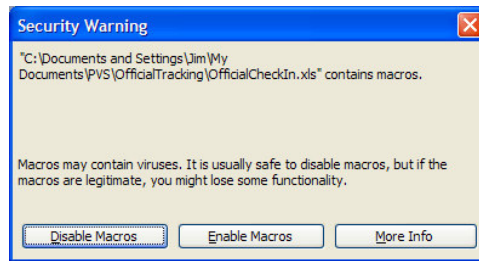 Security Warning
"C:\Documents and Settings\Jim\My
Documents\PVS\OfficialTracking\OfficialCheckIn.xls" contains macros.
Macros may contain viruses. It is usually safe to disable macros, but if the
macros are legitimate, you might lose some functionality.
Disable Macros Enable Macros More Info